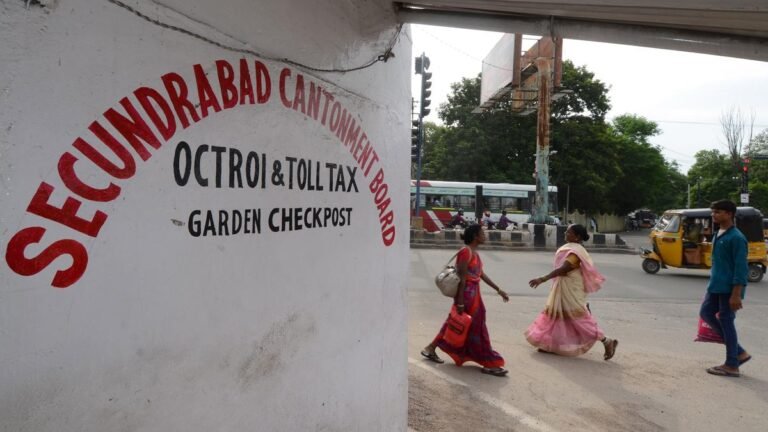 SECUNDRABAD CANTONMENT BOARD
OCTROI & TOLL TAX
GARDEN CHECKPOST